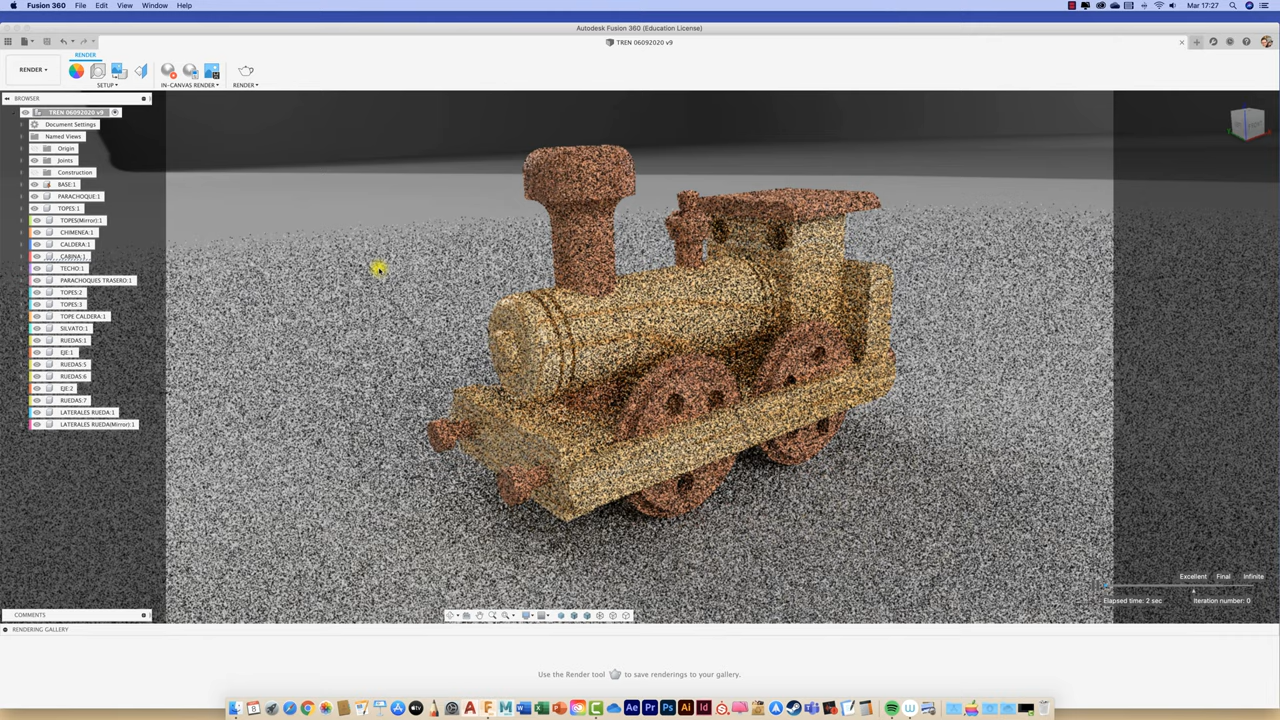 Fusion 360 File Edit View Window Help
Mar 17:27
Autodesk Fusion 360 (Education License)
TREN 06092020 v9
RENDER
RENDER
SETUP
IN-CANVAS RENDER
RENDER
BROWSER
TREN 06092020 v9
Document Settings
Named Views
Origin
Joints
Construction
BASE:1
PARACHOQUE:1
TOPES:1
TOPES(Mirror):1
CHIMENEA:1
CALDERA:1
CABINA:1
TECHO:1
PARACHOQUES TRASERO:1
TOPES:2
TOPES:3
TOPE CALDERA:1
SILVATO:1
RUEDAS:1
EJE:1
RUEDAS:5
RUEDAS:6
EJE:2
RUEDAS:7
LATERALES RUEDA:1
LATERALES RUEDA(Mirror):1
Excellent Final Infinite
Elapsed time: 2 sec Iteration number: 0
COMMENTS
RENDERING GALLERY
Use the Render tool to save renderings to your gallery.
W
X
P
A
F
M
Ae Pr Ps Ai Id